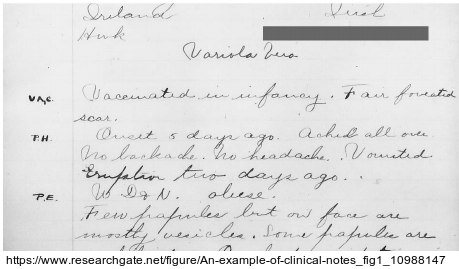 Ireland Irish
Hwk
Variola Vera
Vac. Vaccinated in infancy. Fair foveated
scar.
P.H. Onset 5 days ago. Ached all over
No backache. No headache. Vomited
Eruption two days ago.
P.E. W D & N. obese.
Few papules but on face are
mostly vesicles. Some papules are
https://www.researchgate.net/figure/An-example-of-clinical-notes_fig1_10988147